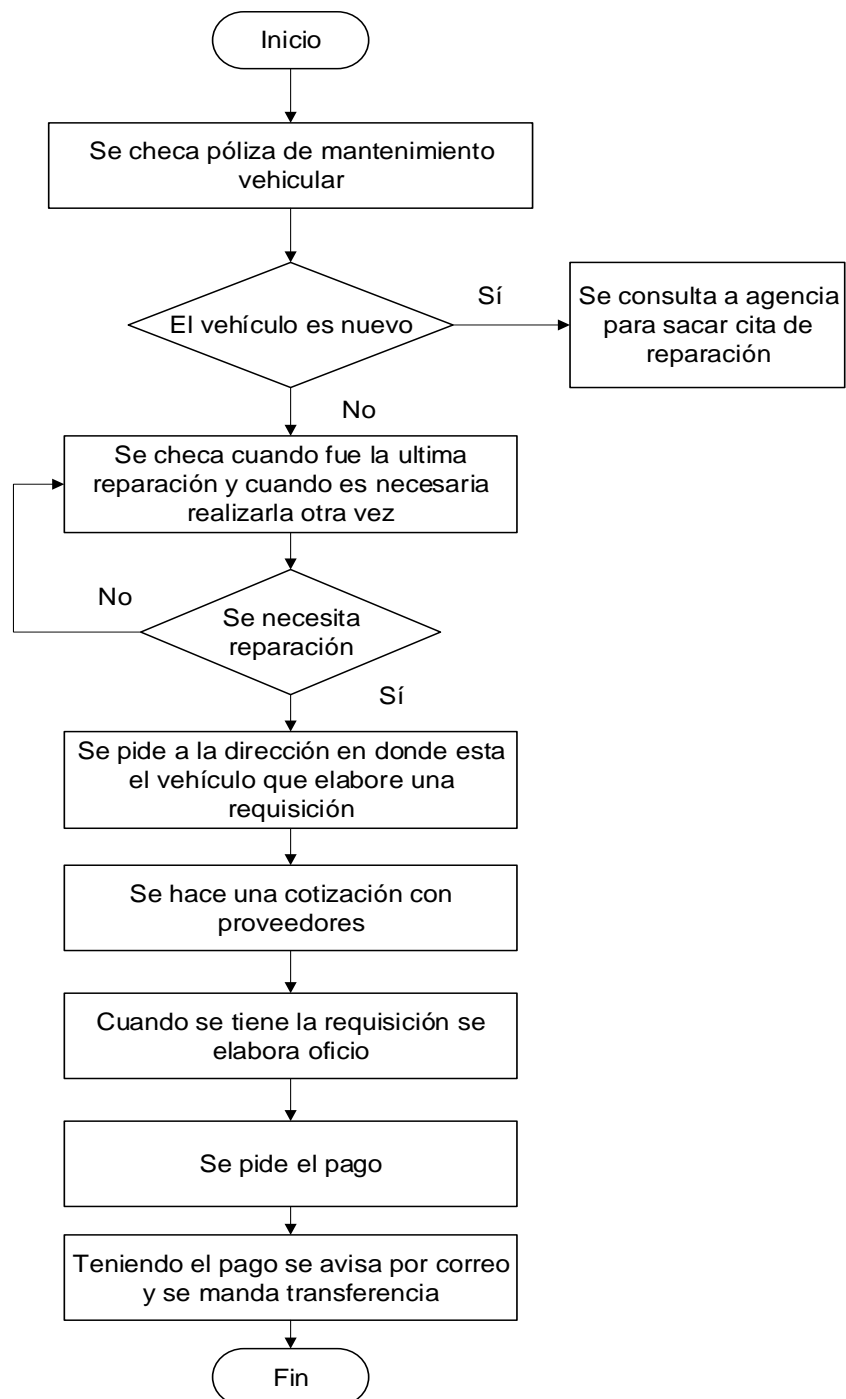 Inicio
Se checa póliza de mantenimiento
vehicular
El vehículo es nuevo
Sí
Se consulta a agencia
para sacar cita de
reparación
No
Se checa cuando fue la ultima
reparación y cuando es necesaria
realizarla otra vez
No
Se necesita
reparación
Sí
Se pide a la dirección en donde esta
el vehículo que elabore una
requisición
Se hace una cotización con
proveedores
Cuando se tiene la requisición se
elabora oficio
Se pide el pago
Teniendo el pago se avisa por correo
y se manda transferencia
Fin